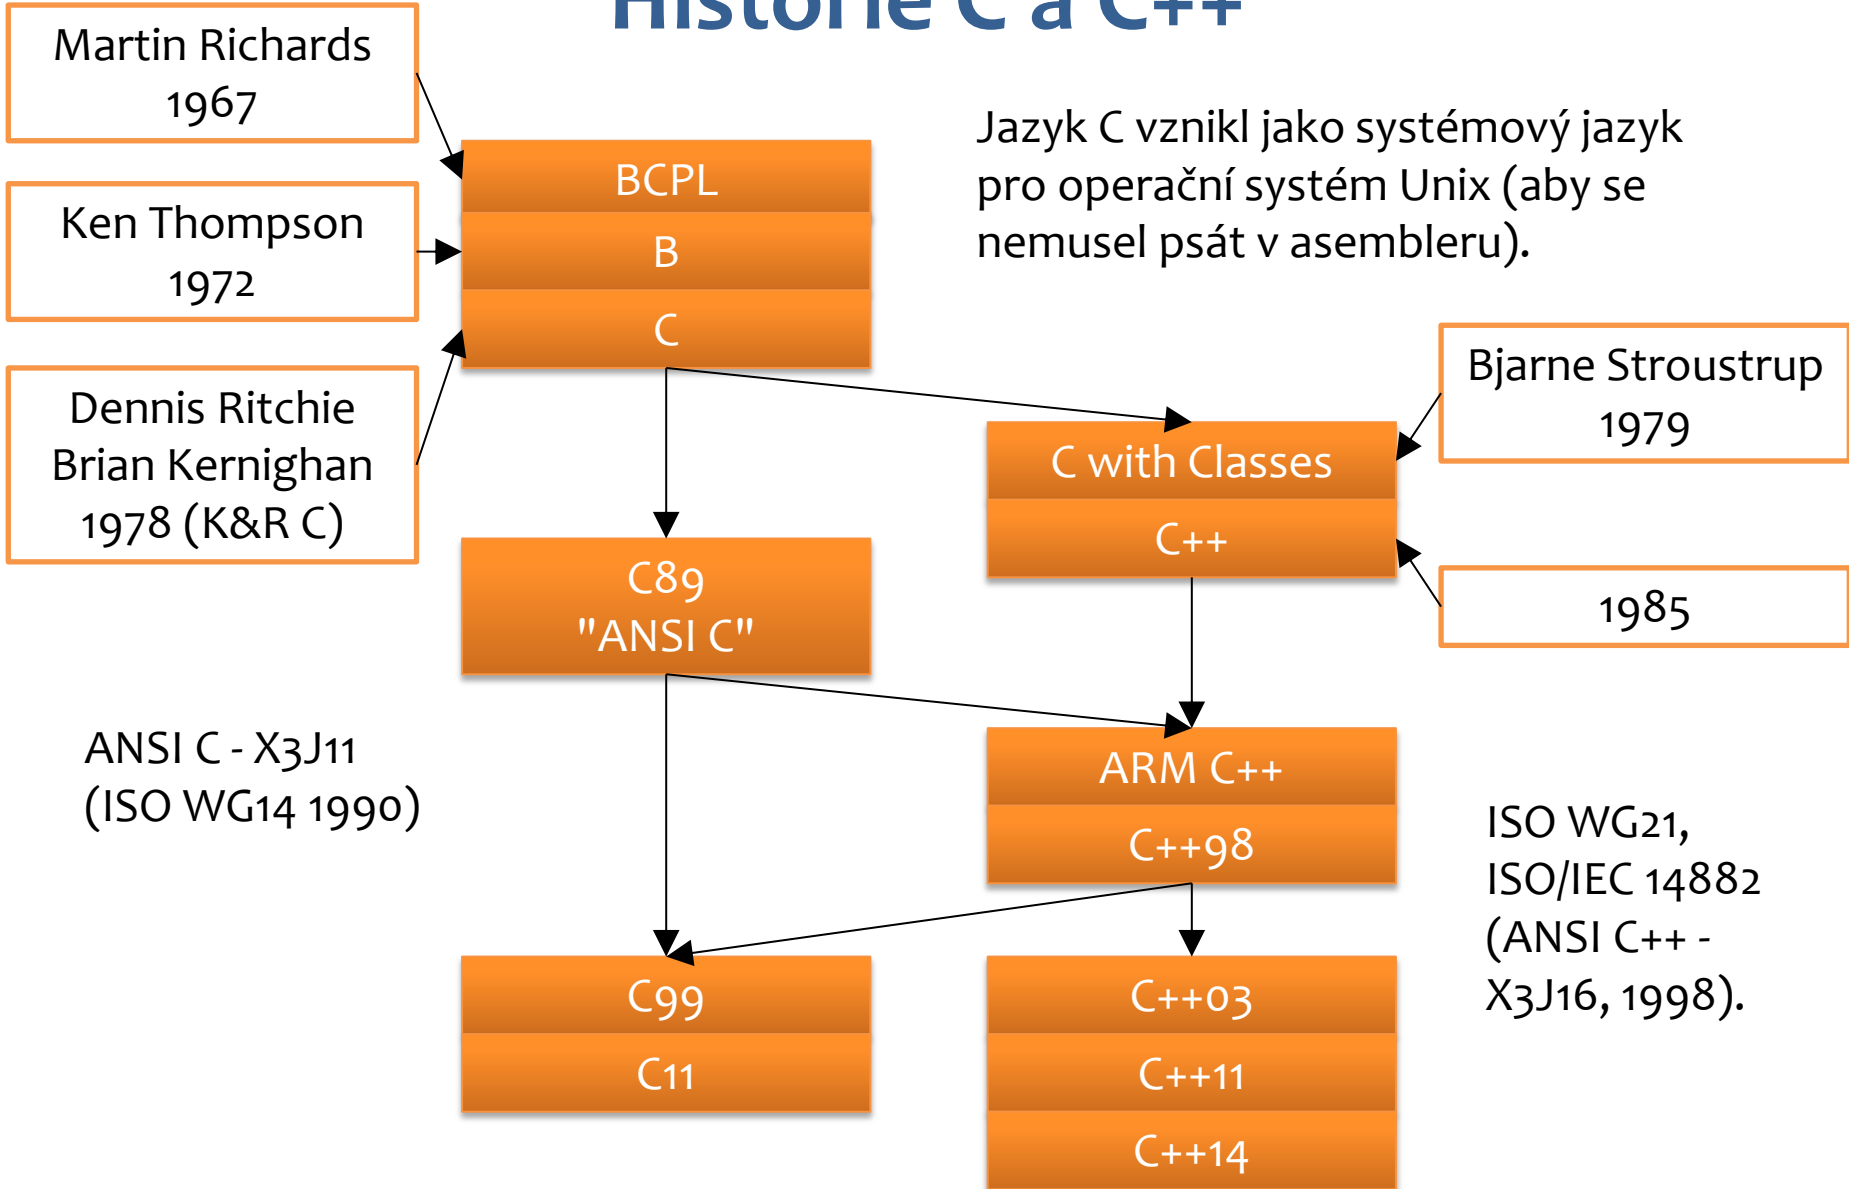 Historie C a C++
Martin Richards
1967
Jazyk C vznikl jako systémový jazyk
pro operační systém Unix (aby se
nemusel psát v asembleru).
BCPL
Ken Thompson
1972
B
C
Dennis Ritchie
Brian Kernighan
1978 (K&R C)
Bjarne Stroustrup
1979
C with Classes
C++
1985
C89
"ANSI C"
ANSI C - X3J11
(ISO WG14 1990)
ARM C++
C++98
ISO WG21,
ISO/IEC 14882
(ANSI C++ -
X3J16, 1998).
C99
C11
C++03
C++11
C++14